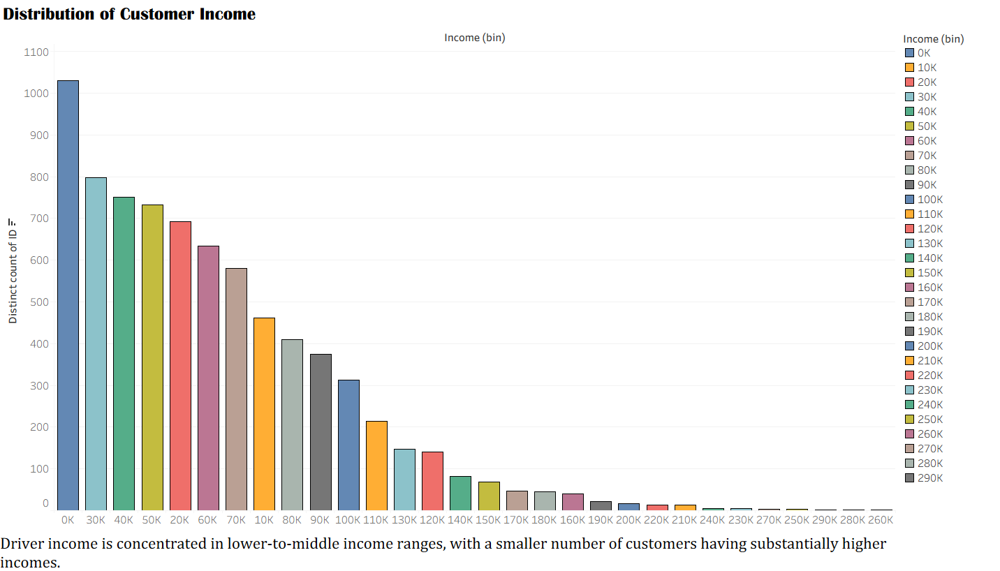 Distribution of Customer Income
Income (bin)
1100
1000
900
800
700
600
500
400
300
200
100
0
Distinct count of ID
0K 30K 40K 50K 20K 60K 70K 10K 80K 90K 100K 110K 130K 120K 140K 150K 170K 180K 160K 190K 200K 220K 210K 240K 230K 270K 250K 290K 280K 260K
Income (bin)
0K
10K
20K
30K
40K
50K
60K
70K
80K
90K
100K
110K
120K
130K
140K
150K
160K
170K
180K
190K
200K
210K
220K
230K
240K
250K
260K
270K
280K
290K
Driver income is concentrated in lower-to-middle income ranges, with a smaller number of customers having substantially higher
incomes.